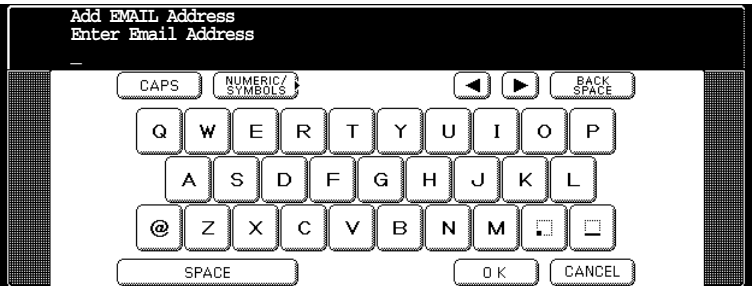 Add EMAIL Address
Enter Email Address
_
CAPS NUMERIC/ SYMBOLS ◀ ▶ BACK SPACE
Q W E R T Y U I O P
A S D F G H J K L
@ Z X C V B N M . _
SPACE OK CANCEL